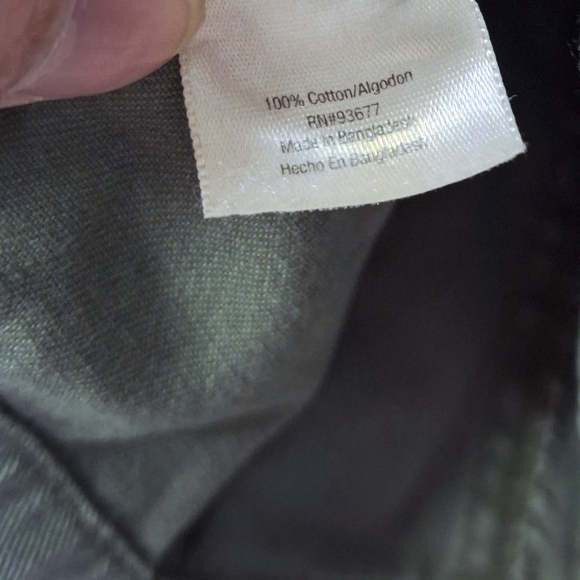 100% Cotton/Algodon
RN#93677
Made In Bangladesh
Hecho En Bangladesh